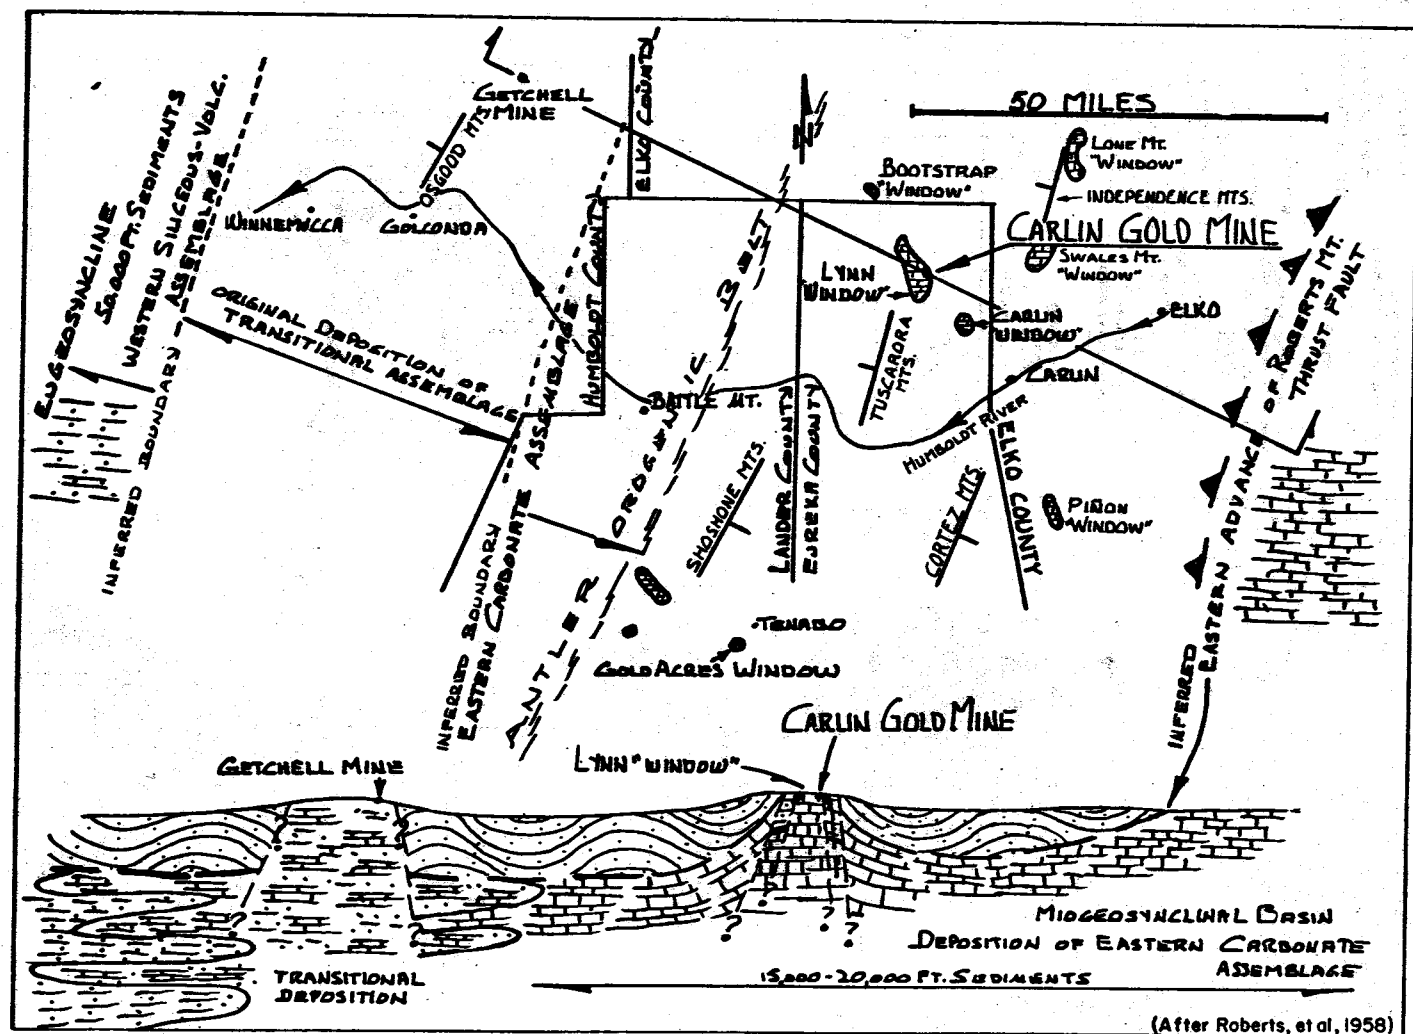 ELKO COUNTY
GETCHELL
MINE
50 MILES
N
EUGEOSYNCLINE
50,000 FT. SEDIMENTS
WESTERN SILICEOUS-VOLC.
ASSEMBLAGE
INFERRED BOUNDARY
OSGOOD MTS.
LONE MT.
"WINDOW"
BOOTSTRAP
"WINDOW"
INDEPENDENCE MTS.
WINNEMUCCA
GOLCONDA
CARLIN GOLD MINE
SWALES MT.
"WINDOW"
LYNN
WINDOW"
ORIGINAL DEPOSITION OF
TRANSITIONAL ASSEMBLAGE
HUMBOLDT COUNTY
CARLIN
"WINDOW"
ELKO
TUSCARORA
MTS.
CARLIN
BATTLE MT.
HUMBOLDT RIVER
ANTLER OROGENIC BELT
SHOSHONE MTS.
LANDER COUNTY
EUREKA COUNTY
CORTEZ MTS.
ELKO COUNTY
PIÑON
"WINDOW"
INFERRED BOUNDARY
EASTERN CARBONATE ASSEMBLAGE
INFERRED
EASTERN ADVANCE OF ROBERTS MT.
THRUST FAULT
TENABO
GOLD ACRES WINDOW
CARLIN GOLD MINE
GETCHELL MINE
LYNN "WINDOW"
? ?
? ? ? ? ? ?
MIOGEOSYNCLINAL BASIN
DEPOSITION OF EASTERN CARBONATE
ASSEMBLAGE
15,000-20,000 FT. SEDIMENTS
TRANSITIONAL
DEPOSITION
(After Roberts, et al, 1958)